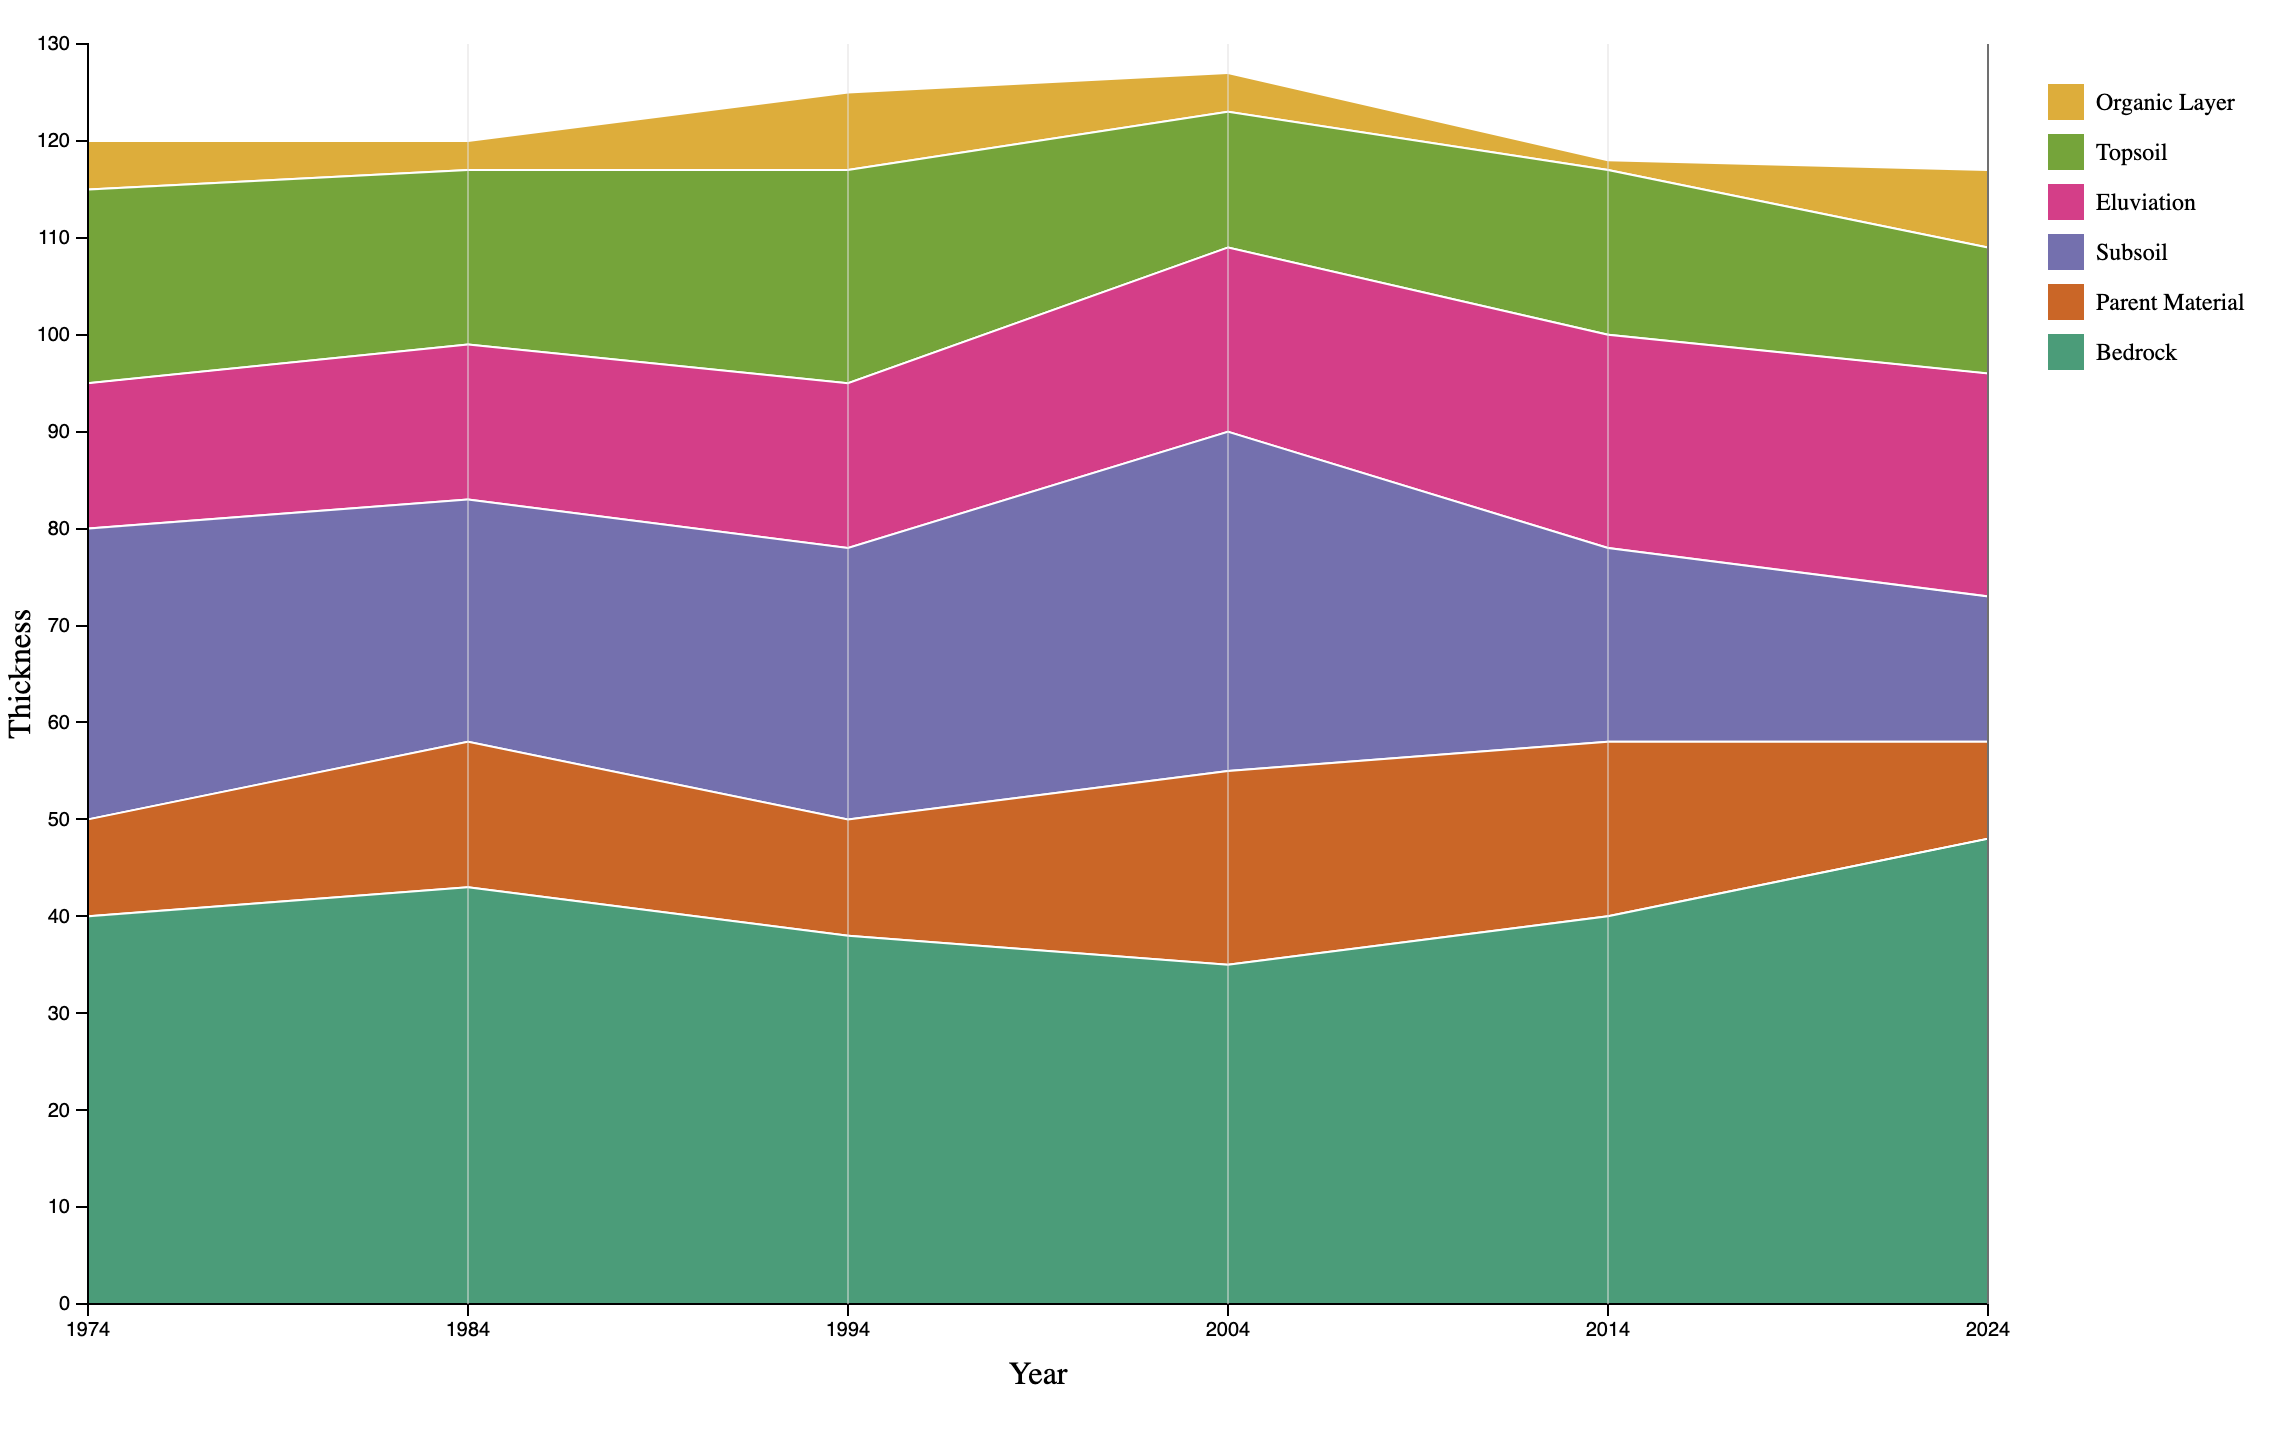 130
120
110
100
90
80
70
60
50
40
30
20
10
0
Thickness
1974 1984 1994 2004 2014 2024
Year
Organic Layer
Topsoil
Eluviation
Subsoil
Parent Material
Bedrock